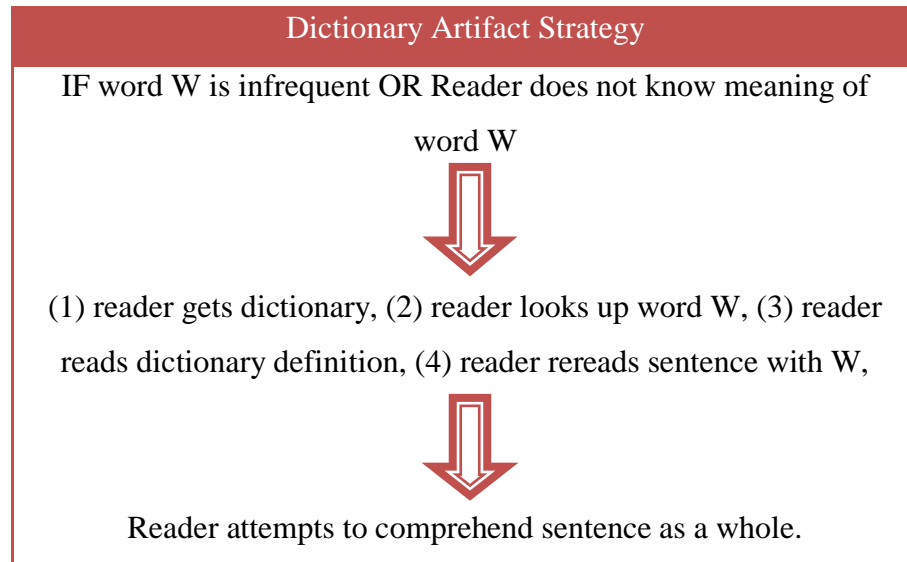 Dictionary Artifact Strategy
IF word W is infrequent OR Reader does not know meaning of
word W
(1) reader gets dictionary, (2) reader looks up word W, (3) reader
reads dictionary definition, (4) reader rereads sentence with W,
Reader attempts to comprehend sentence as a whole.